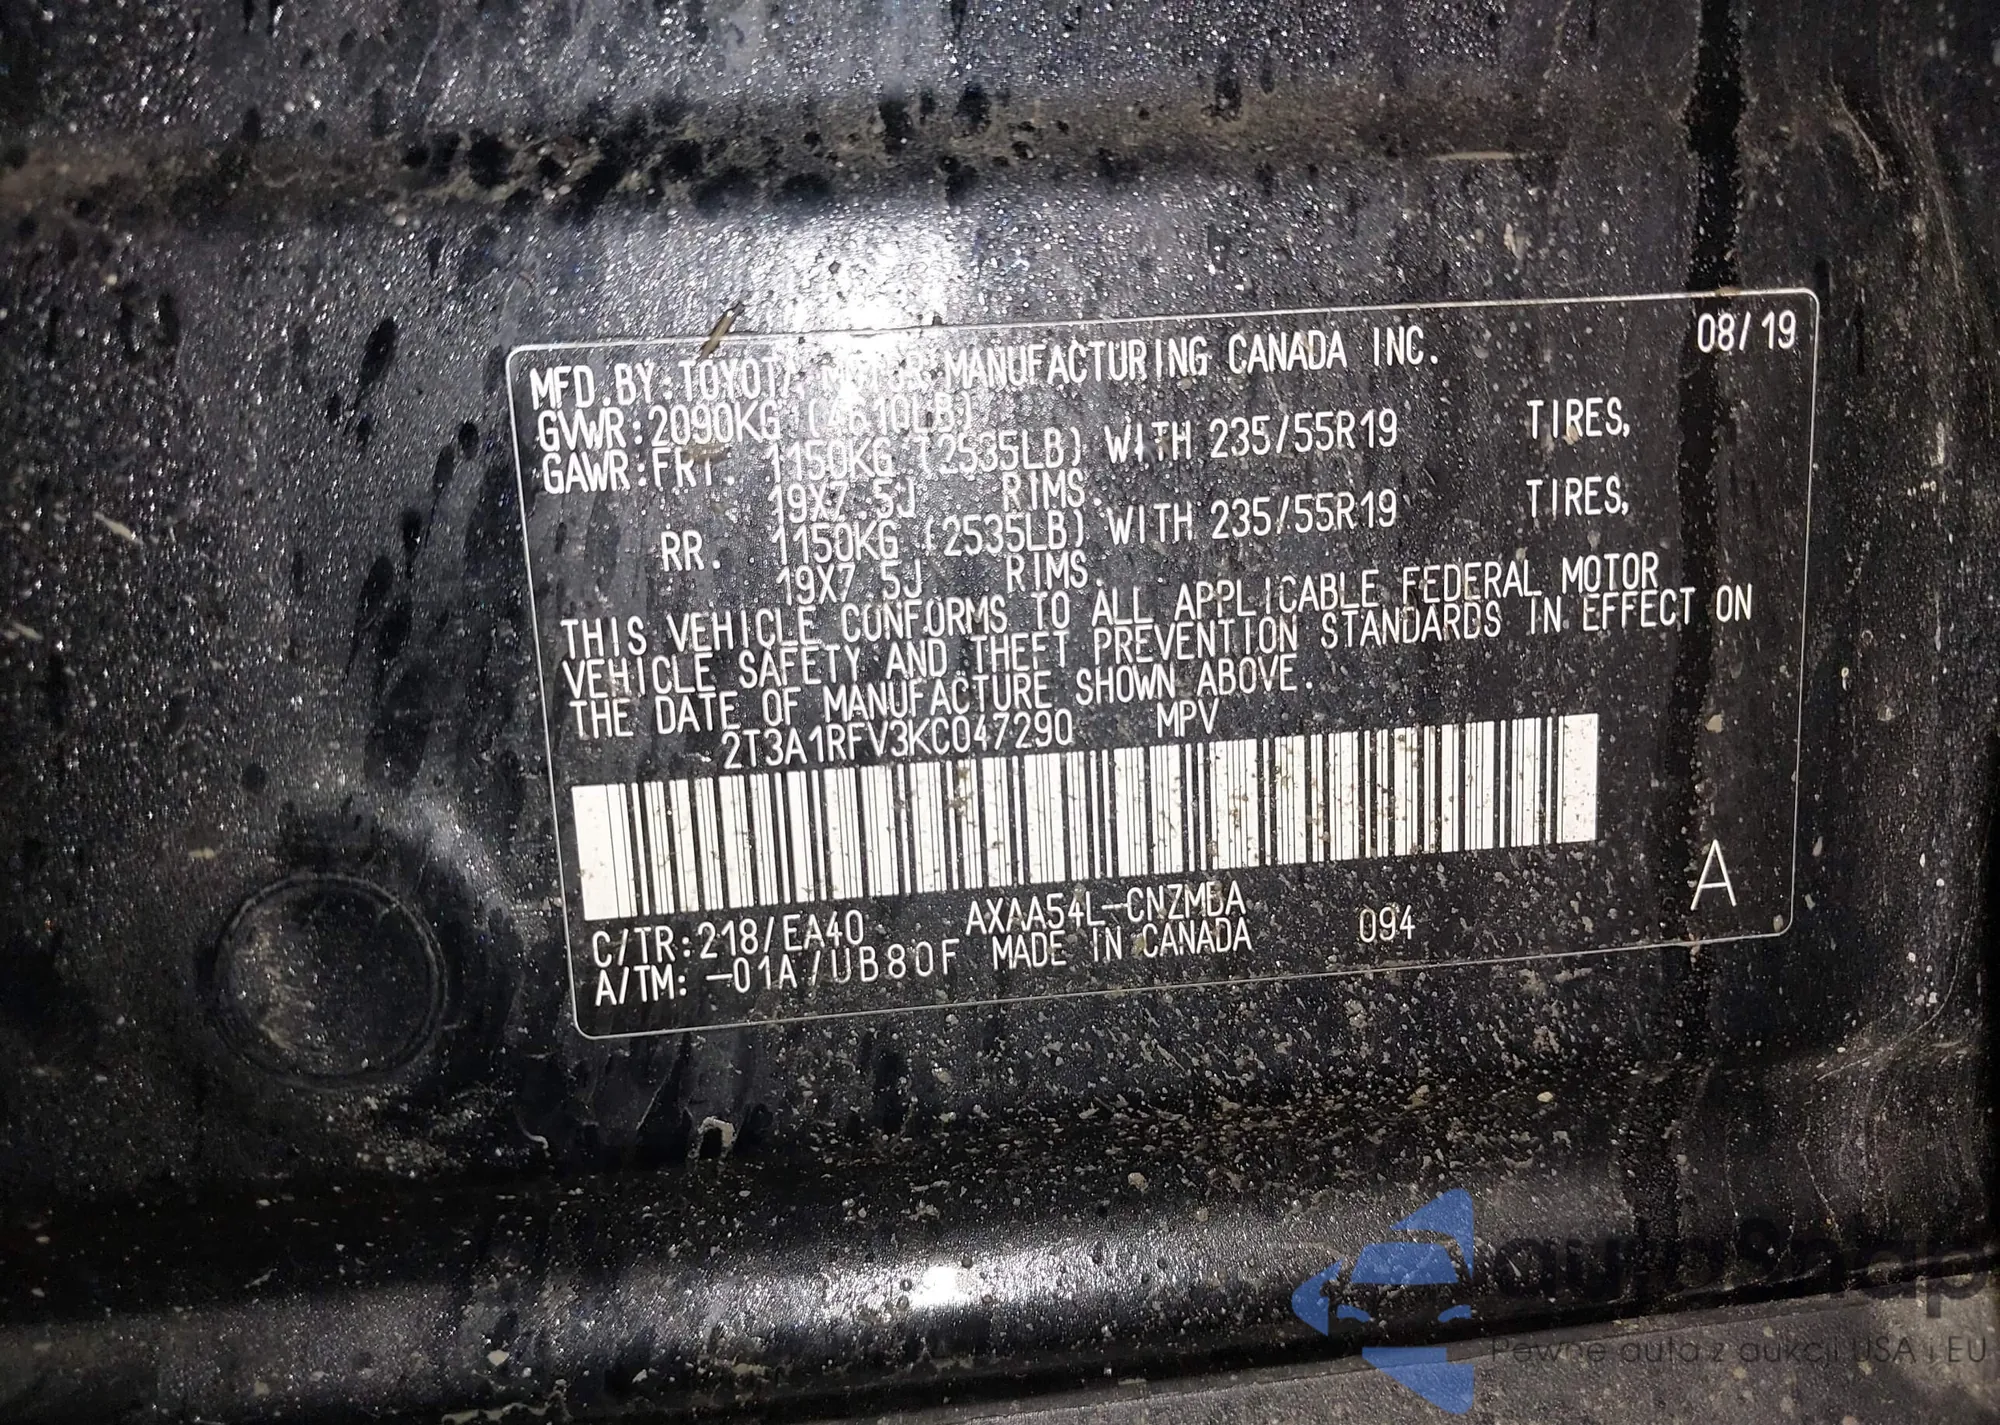 MFD.BY:TOYOTA MOTOR MANUFACTURING CANADA INC. 08/19
GVWR:2090KG (4610LB)
GAWR:FRT. 1150KG (2535LB) WITH 235/55R19 TIRES,
19X7.5J RIMS.
RR. 1150KG (2535LB) WITH 235/55R19 TIRES,
19X7.5J RIMS.
THIS VEHICLE CONFORMS TO ALL APPLICABLE FEDERAL MOTOR
VEHICLE SAFETY AND THEFT PREVENTION STANDARDS IN EFFECT ON
THE DATE OF MANUFACTURE SHOWN ABOVE.
2T3A1RFV3KC047290 MPV
A
C/TR:218/EA40 AXAA54L-CNZMBA
A/TM: -01A/UB80F MADE IN CANADA 094
autosnap
Pewne auta z aukcji USA i EU